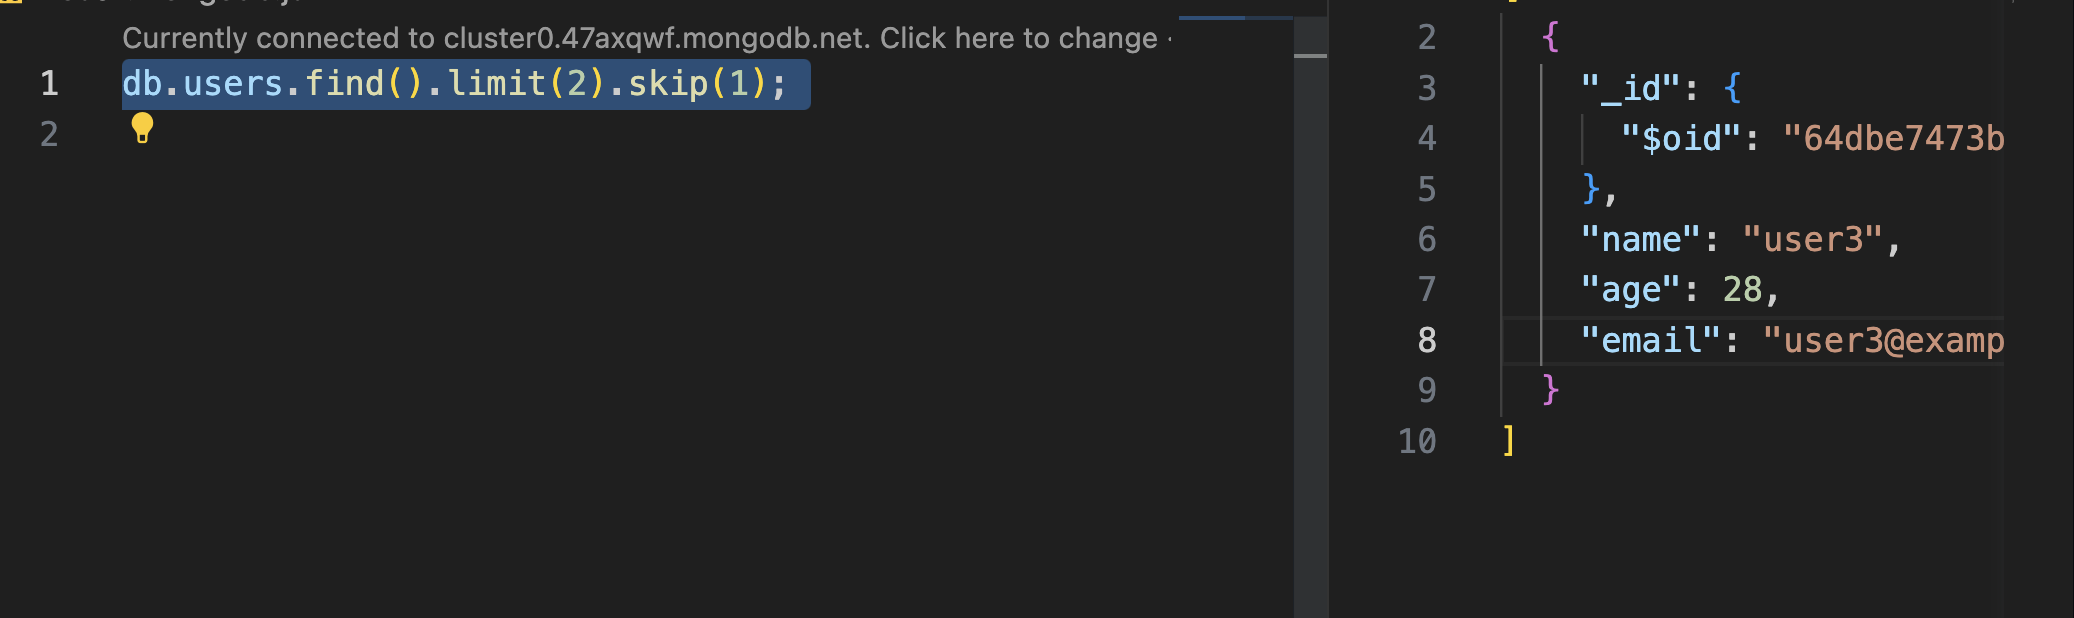 Currently connected to cluster0.47axqwf.mongodb.net. Click here to change
1 db.users.find().limit(2).skip(1);
2
2 {
3 "_id": {
4 "$oid": "64dbe7473b
5 },
6 "name": "user3",
7 "age": 28,
8 "email": "user3@examp
9 }
10 ]